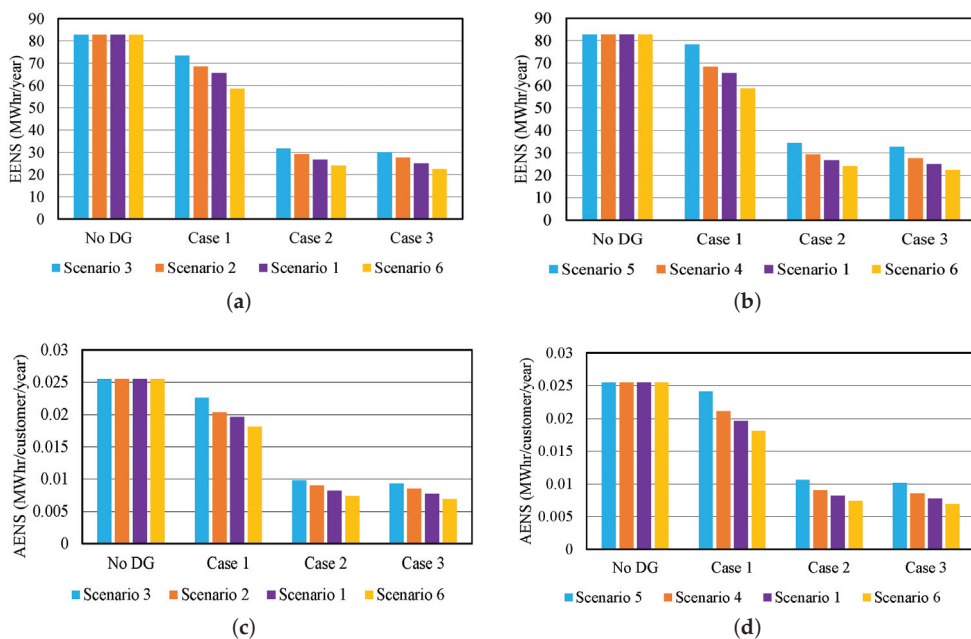 90
80
70
60
50
40
30
20
10
0
EENS (MWhr/year)
No DG Case 1 Case 2 Case 3
Scenario 3 Scenario 2 Scenario 1 Scenario 6
(a)
90
80
70
60
50
40
30
20
10
0
EENS (MWhr/year)
No DG Case 1 Case 2 Case 3
Scenario 5 Scenario 4 Scenario 1 Scenario 6
(b)
0.03
0.025
0.02
0.015
0.01
0.005
0
AENS (MWhr/customer/year)
No DG Case 1 Case 2 Case 3
Scenario 3 Scenario 2 Scenario 1 Scenario 6
(c)
0.03
0.025
0.02
0.015
0.01
0.005
0
AENS (MWhr/customer/year)
No DG Case 1 Case 2 Case 3
Scenario 5 Scenario 4 Scenario 1 Scenario 6
(d)